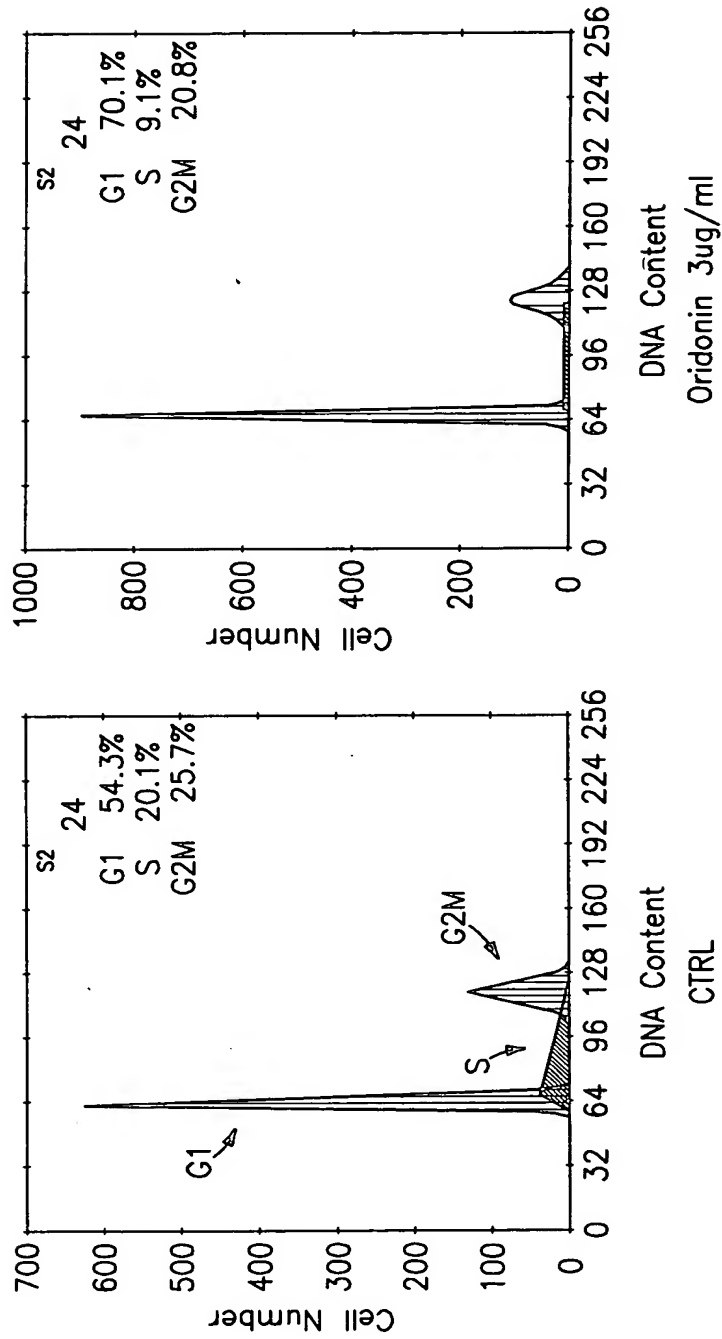 700
600
500
400
300
200
100
0
Cell Number
0 32 64 96 128 160 192 224 256
DNA Content
CTRL
G1
S
G2M
S2
24
G1 54.3%
S 20.1%
G2M 25.7%
1000
800
600
400
200
0
Cell Number
0 32 64 96 128 160 192 224 256
DNA Content
Oridonin 3ug/ml
S2
24
G1 70.1%
S 9.1%
G2M 20.8%